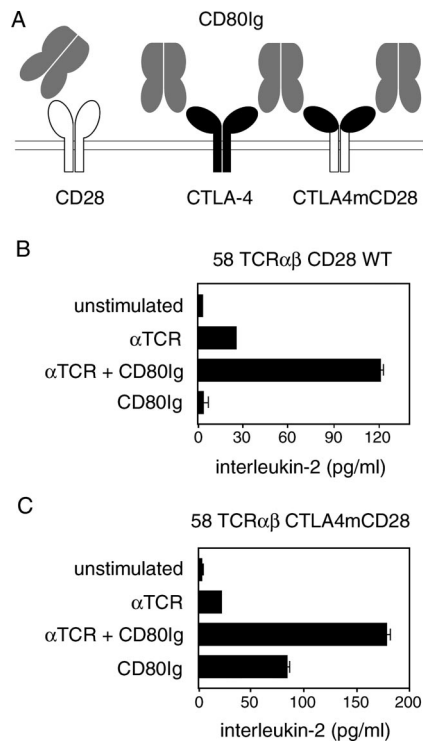 A
CD80Ig
CD28
CTLA-4
CTLA4mCD28
B
58 TCRαβ CD28 WT
unstimulated
αTCR
αTCR + CD80Ig
CD80Ig
0 30 60 90 120
interleukin-2 (pg/ml)
C
58 TCRαβ CTLA4mCD28
unstimulated
αTCR
αTCR + CD80Ig
CD80Ig
0 50 100 150 200
interleukin-2 (pg/ml)